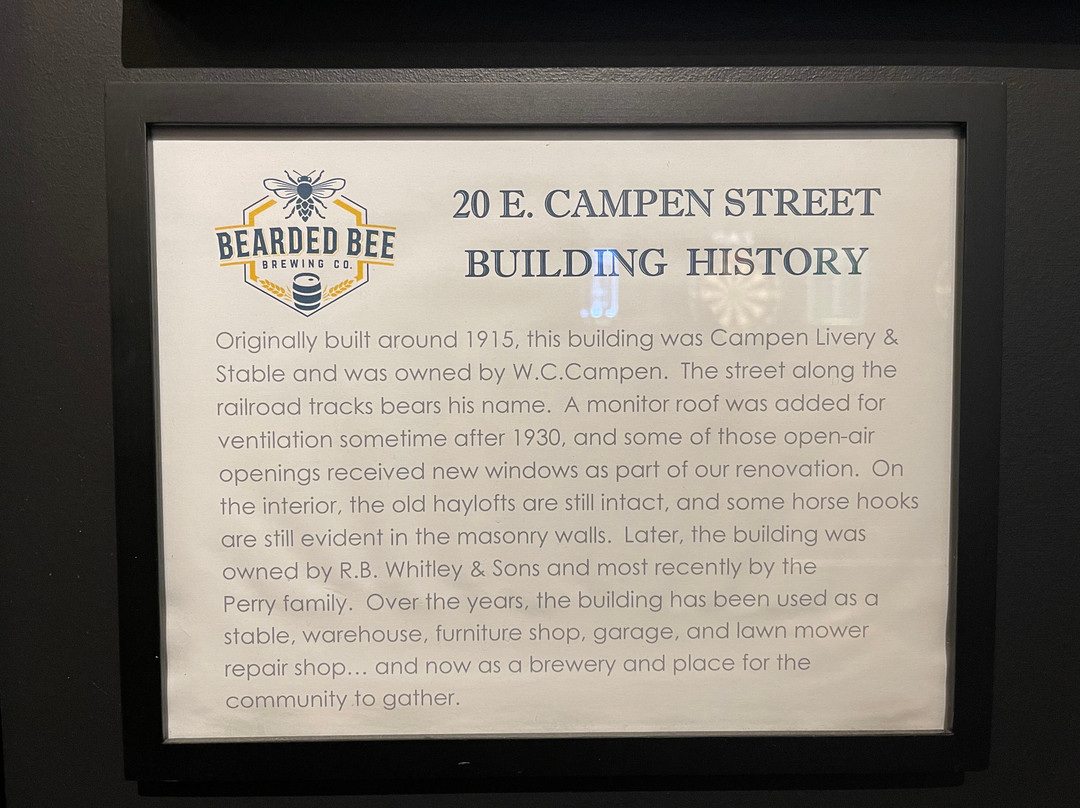 BEARDED BEE
BREWING CO.
20 E. CAMPEN STREET
BUILDING HISTORY
Originally built around 1915, this building was Campen Livery &
Stable and was owned by W.C.Campen. The street along the
railroad tracks bears his name. A monitor roof was added for
ventilation sometime after 1930, and some of those open-air
openings received new windows as part of our renovation. On
the interior, the old haylofts are still intact, and some horse hooks
are still evident in the masonry walls. Later, the building was
owned by R.B. Whitley & Sons and most recently by the
Perry family. Over the years, the building has been used as a
stable, warehouse, furniture shop, garage, and lawn mower
repair shop... and now as a brewery and place for the
community to gather.